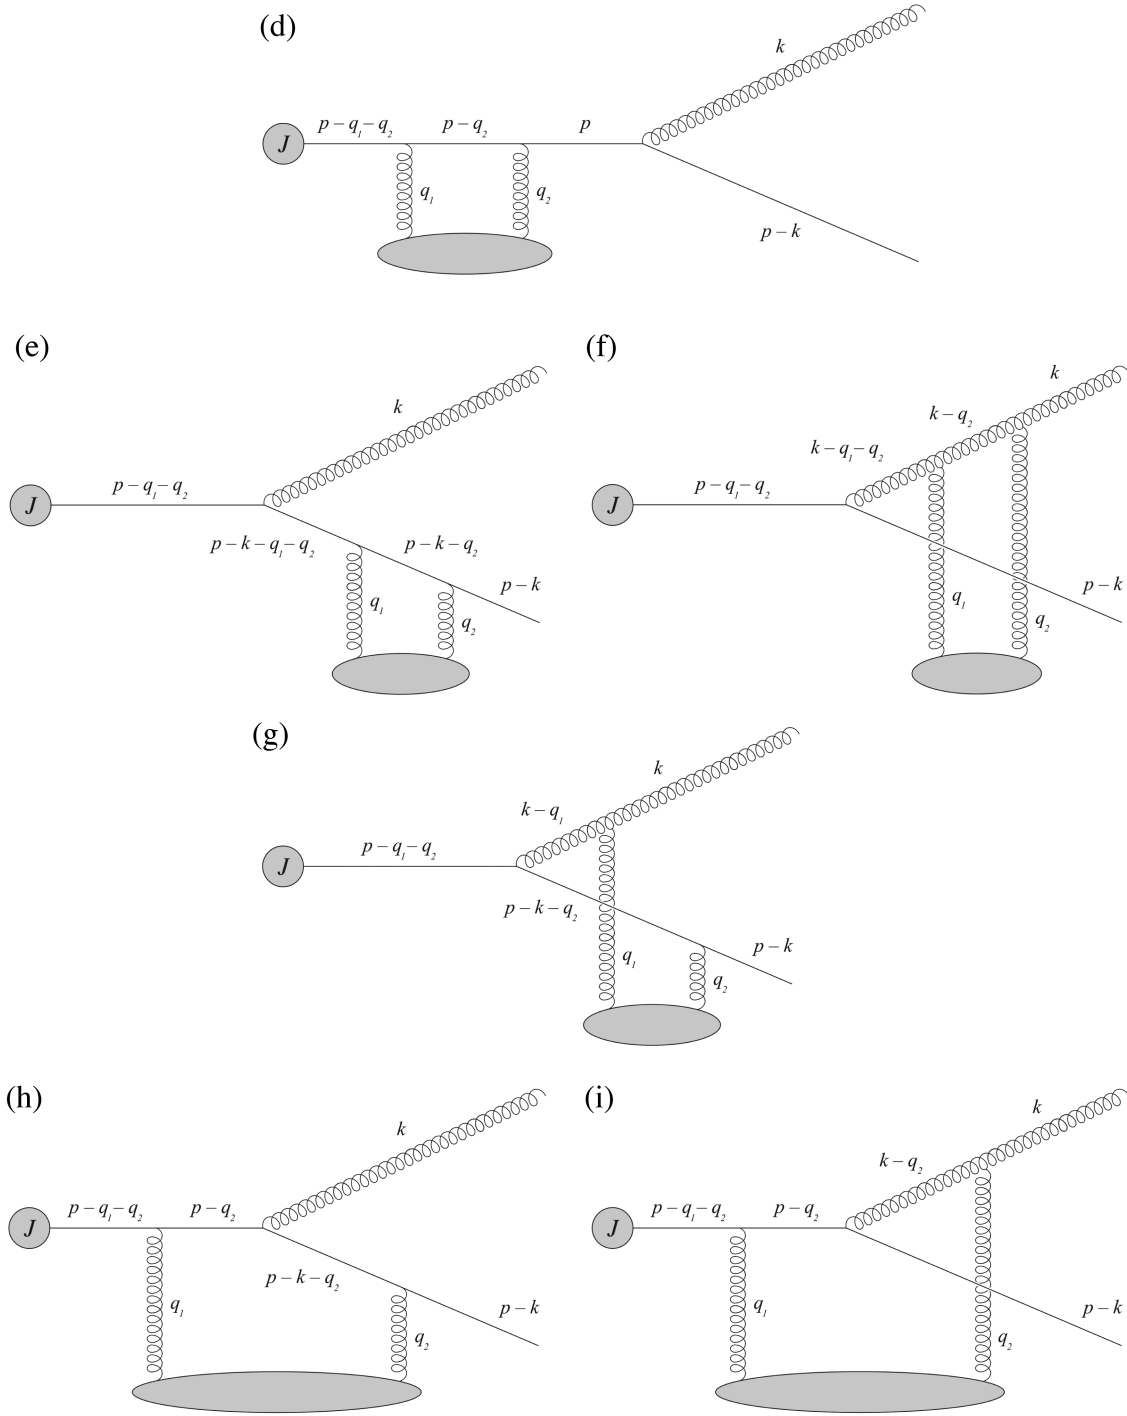 (d)
k
p − q₁ − q₂ p − q₂ p
J
q₁ q₂
p − k
(e) (f)
k k
k − q₂
k − q₁ − q₂
p − q₁ − q₂ p − q₁ − q₂
J J
p − k − q₁ − q₂ p − k − q₂
p − k p − k
q₁ q₂ q₁ q₂
(g)
k
k − q₁
p − q₁ − q₂
J
p − k − q₂
p − k
q₁ q₂
(h) (i)
k k
k − q₂
p − q₁ − q₂ p − q₂ p − q₁ − q₂ p − q₂
J J
p − k − q₂
q₁ p − k q₁ p − k
q₂ q₂